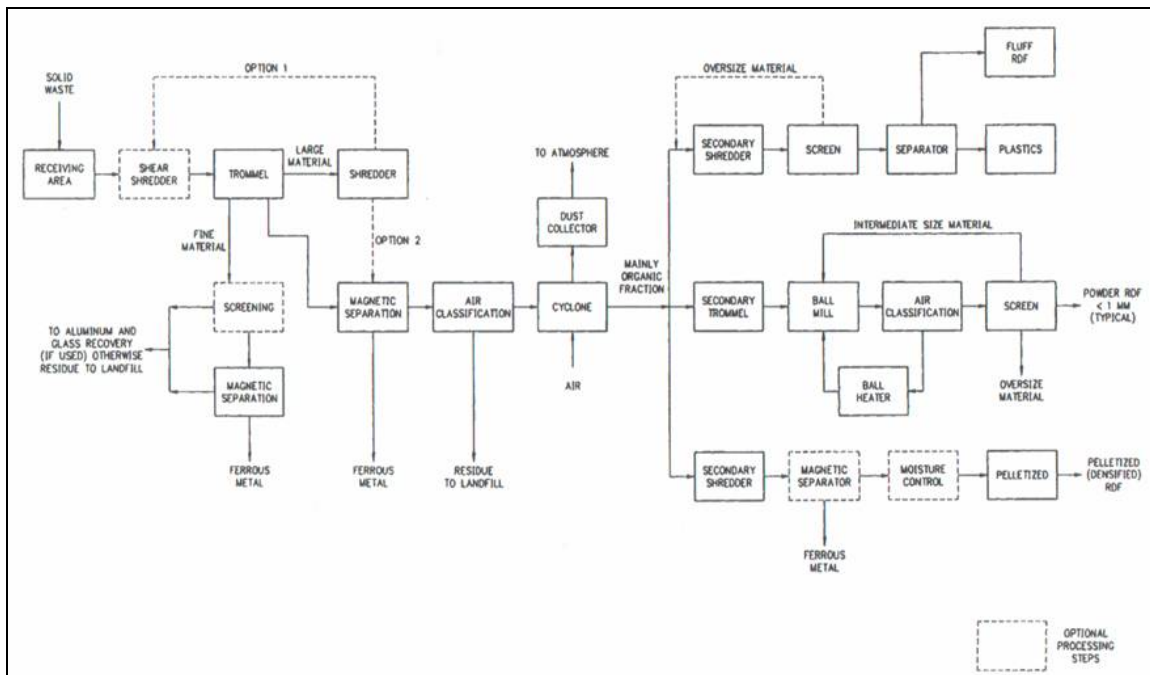 OPTION 1
SOLID
WASTE
RECEIVING
AREA
SHEAR
SHREDDER
TROMMEL
LARGE
MATERIAL
SHREDDER
FINE
MATERIAL
OPTION 2
SCREENING
TO ALUMINUM AND
GLASS RECOVERY
(IF USED) OTHERWISE
RESIDUE TO LANDFILL
MAGNETIC
SEPARATION
FERROUS
METAL
MAGNETIC
SEPARATION
FERROUS
METAL
AIR
CLASSIFICATION
RESIDUE
TO LANDFILL
TO ATMOSPHERE
DUST
COLLECTOR
CYCLONE
AIR
MAINLY
ORGANIC
FRACTION
OVERSIZE MATERIAL
SECONDARY
SHREDDER
SCREEN
SEPARATOR
FLUFF
RDF
PLASTICS
INTERMEDIATE SIZE MATERIAL
SECONDARY
TROMMEL
BALL
MILL
AIR
CLASSIFICATION
SCREEN
POWDER RDF
< 1 MM
(TYPICAL)
BALL
HEATER
OVERSIZE
MATERIAL
SECONDARY
SHREDDER
MAGNETIC
SEPARATOR
MOISTURE
CONTROL
PELLETIZED
PELLETIZED
(DENSIFIED)
RDF
FERROUS
METAL
OPTIONAL
PROCESSING
STEPS